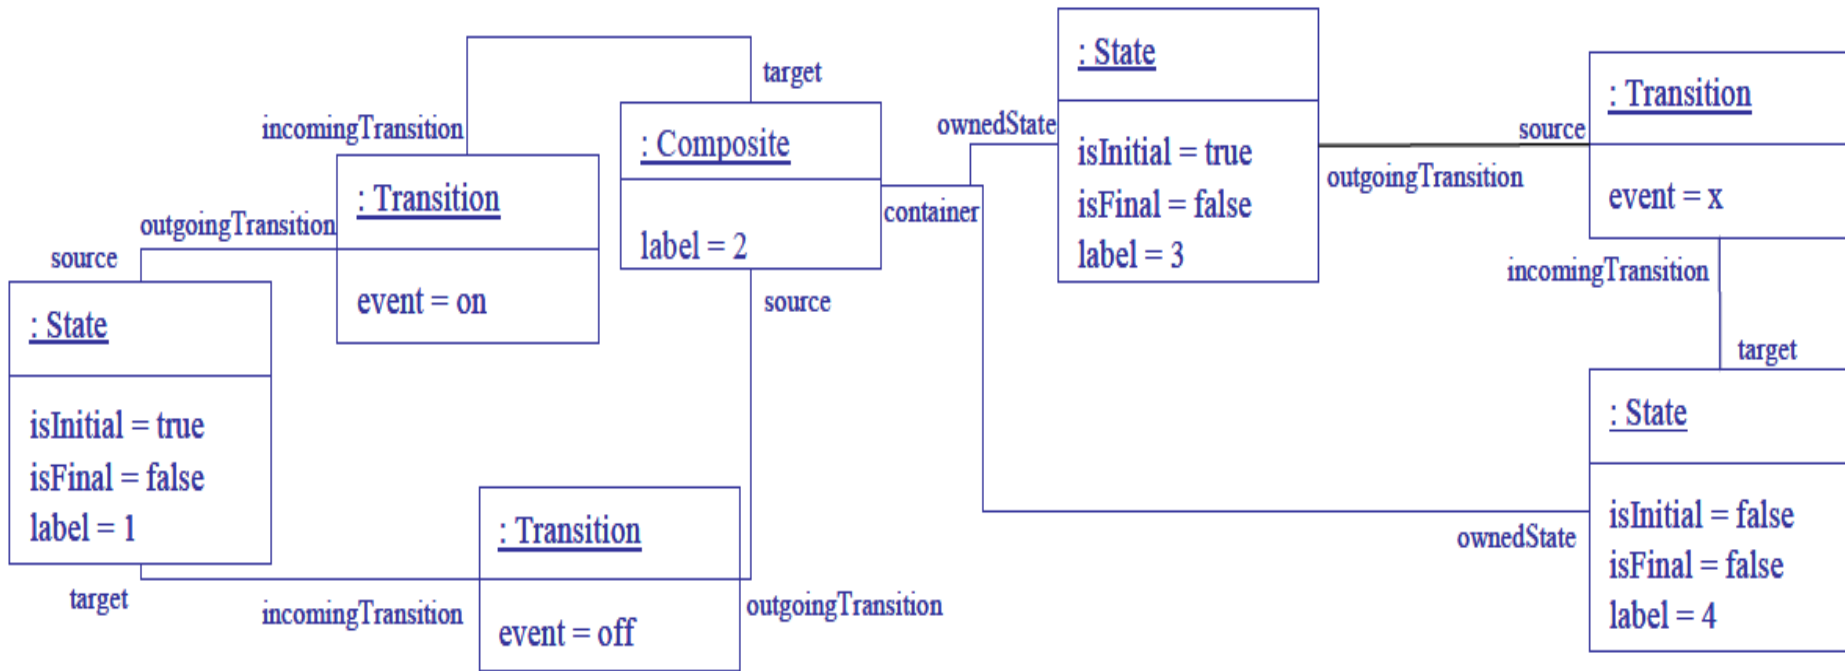 : State
target
: Transition
incomingTransition
ownedState
source
: Composite
isInitial = true
: Transition
outgoingTransition
isFinal = false
event = x
outgoingTransition
container
label = 2
label = 3
source
incomingTransition
event = on
source
: State
target
: State
isInitial = true
isFinal = false
label = 1
: Transition
ownedState
isInitial = false
isFinal = false
label = 4
target
incomingTransition
outgoingTransition
event = off